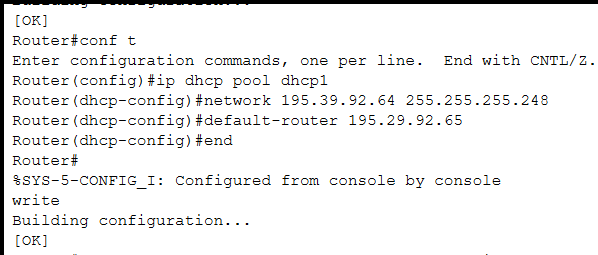 [OK]
Router#conf t
Enter configuration commands, one per line.  End with CNTL/Z.
Router(config)#ip dhcp pool dhcp1
Router(dhcp-config)#network 195.39.92.64 255.255.255.248
Router(dhcp-config)#default-router 195.29.92.65
Router(dhcp-config)#end
Router#
%SYS-5-CONFIG_I: Configured from console by console
write
Building configuration...
[OK]